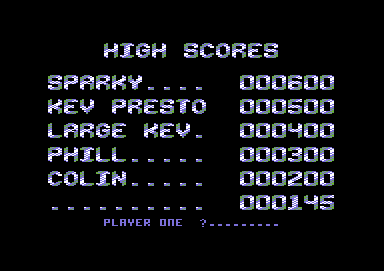 HIGH SCORES
SPARKY.... 000600
KEV PRESTO 000500
LARGE KEV. 000400
PHILL..... 000300
COLIN..... 000200
.......... 000145
PLAYER ONE ?.........